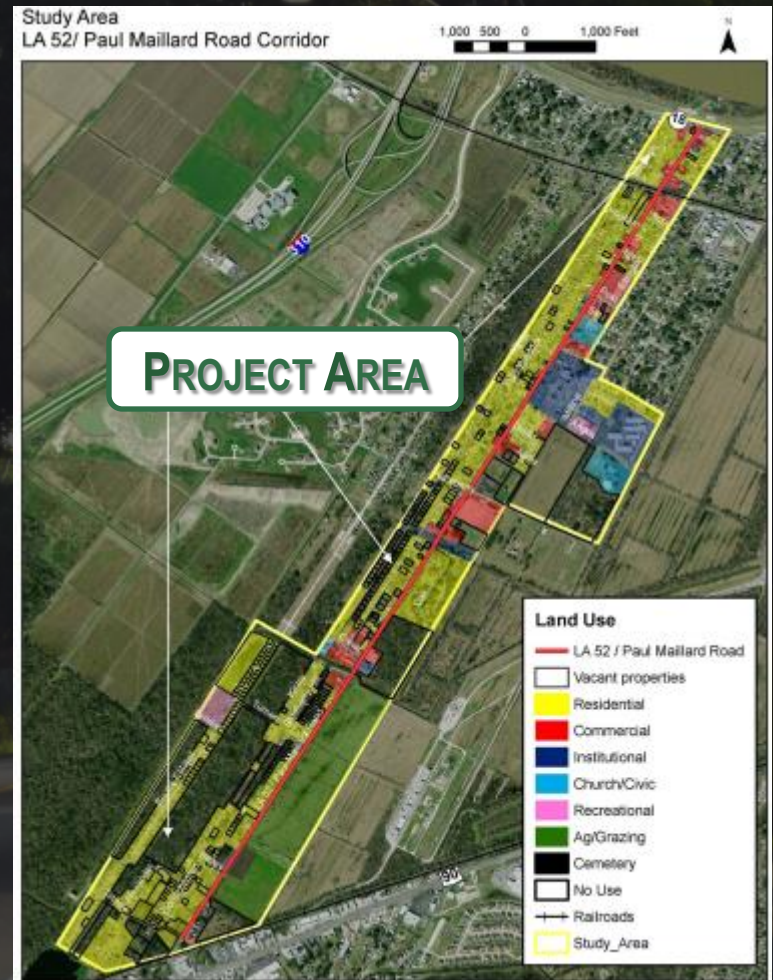 Study Area
LA 52/ Paul Maillard Road Corridor
1,000 500 0 1,000 Feet
N
18
310
PROJECT AREA
90
Land Use
LA 52 / Paul Maillard Road
Vacant properties
Residential
Commercial
Institutional
Church/Civic
Recreational
Ag/Grazing
Cemetery
No Use
Railroads
Study_Area